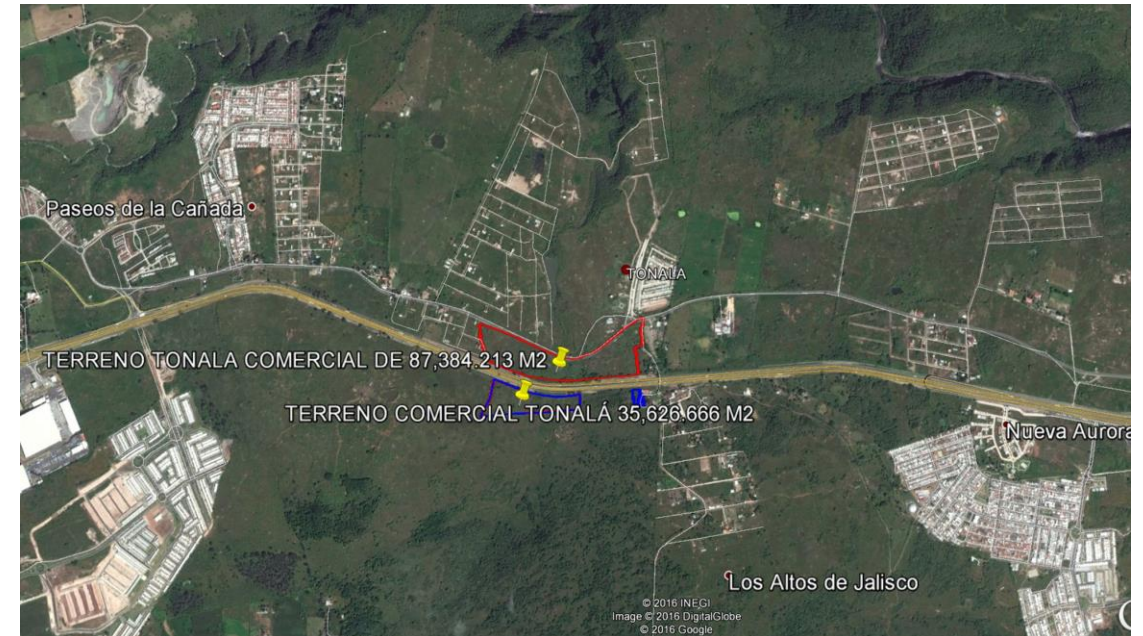 Paseos de la Cañada
TONALA
TERRENO TONALA COMERCIAL DE 87,384.213 M2
TERRENO COMERCIAL TONALÁ 35,626.666 M2
Nueva Aurora
Los Altos de Jalisco
© 2016 INEGI
Image © 2016 DigitalGlobe
© 2016 Google